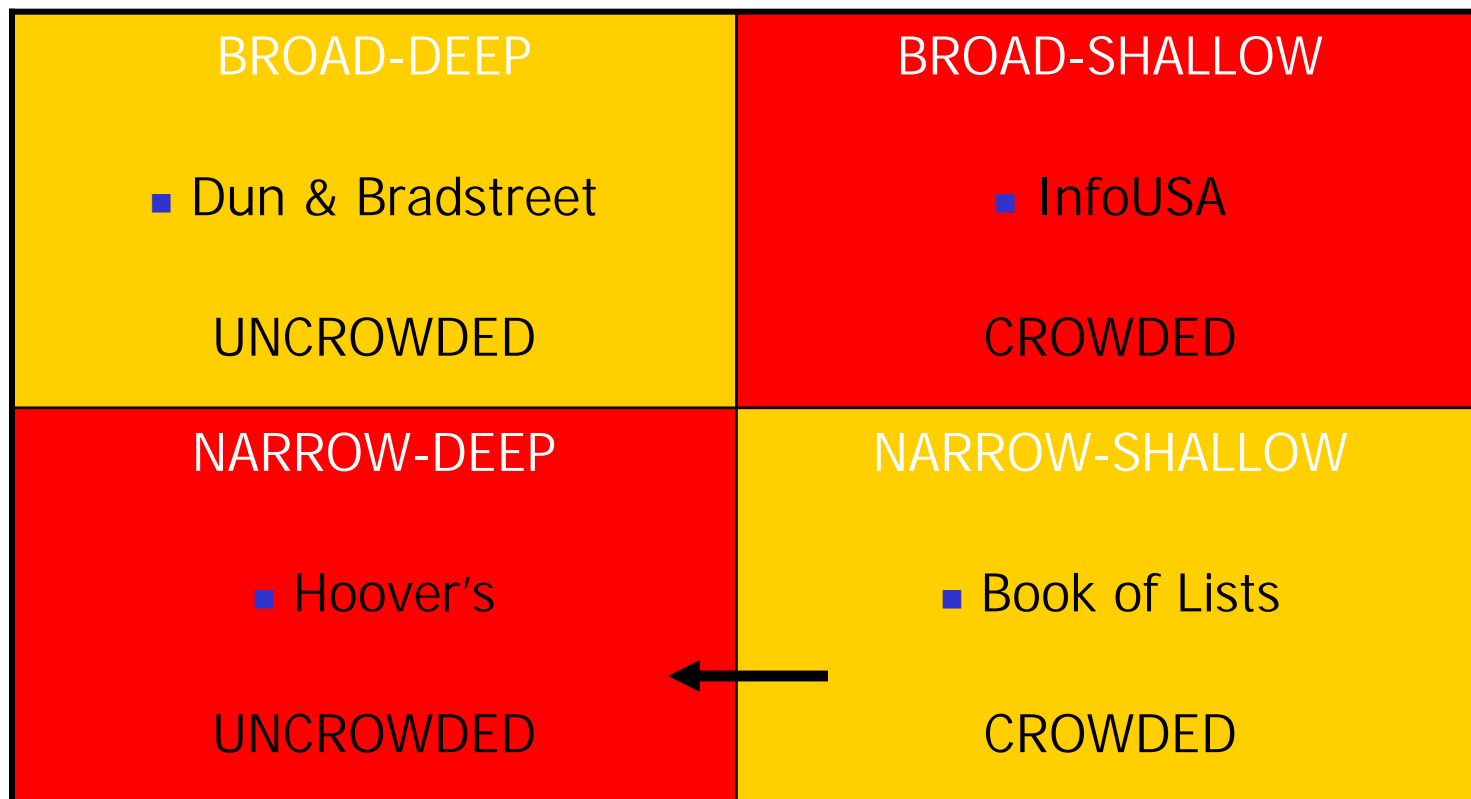 BROAD-DEEP
Dun & Bradstreet
UNCROWDED
BROAD-SHALLOW
InfoUSA
CROWDED
NARROW-DEEP
Hoover's
UNCROWDED
NARROW-SHALLOW
Book of Lists
CROWDED